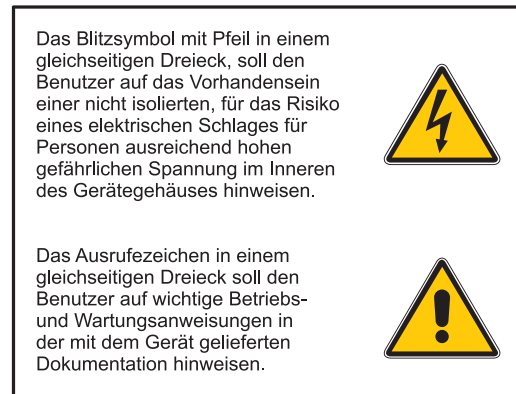 Das Blitzsymbol mit Pfeil in einem
gleichseitigen Dreieck, soll den
Benutzer auf das Vorhandensein
einer nicht isolierten, für das Risiko
eines elektrischen Schlages für
Personen ausreichend hohen
gefährlichen Spannung im Inneren
des Gerätegehäuses hinweisen.
Das Ausrufezeichen in einem
gleichseitigen Dreieck soll den
Benutzer auf wichtige Betriebs-
und Wartungsanweisungen in
der mit dem Gerät gelieferten
Dokumentation hinweisen.